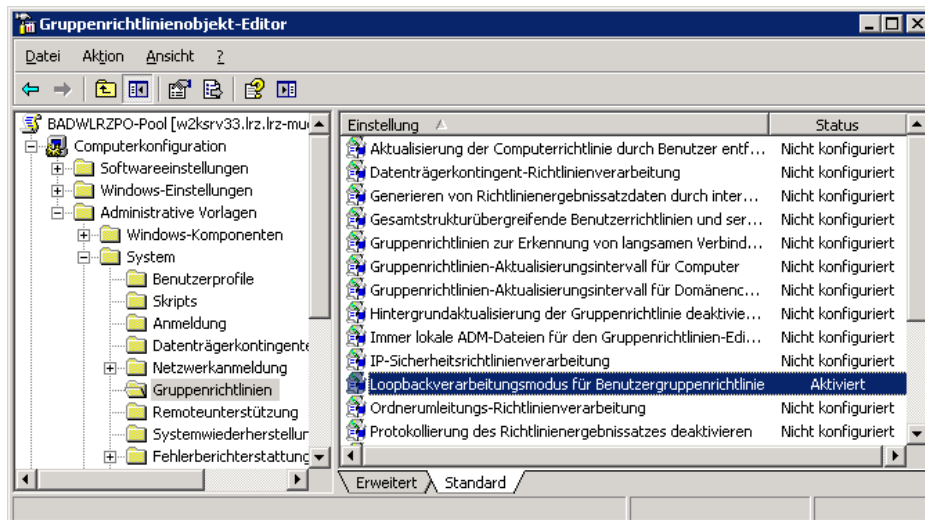 Gruppenrichtlinienobjekt-Editor
Datei Aktion Ansicht ?
BADWLRZPO-Pool [w2ksrv33.lrz.lrz-mu
Computerkonfiguration
Softwareeinstellungen
Windows-Einstellungen
Administrative Vorlagen
Windows-Komponenten
System
Benutzerprofile
Skripts
Anmeldung
Datenträgerkontingente
Netzwerkanmeldung
Gruppenrichtlinien
Remoteunterstützung
Systemwiederherstellun
Fehlerberichterstattung
Einstellung Status
Aktualisierung der Computerrichtlinie durch Benutzer entf... Nicht konfiguriert
Datenträgerkontingent-Richtlinienverarbeitung Nicht konfiguriert
Generieren von Richtlinienergebnissatzdaten durch inter... Nicht konfiguriert
Gesamtstrukturübergreifende Benutzerrichtlinien und ser... Nicht konfiguriert
Gruppenrichtlinien zur Erkennung von langsamen Verbind... Nicht konfiguriert
Gruppenrichtlinien-Aktualisierungsintervall für Computer Nicht konfiguriert
Gruppenrichtlinien-Aktualisierungsintervall für Domänenc... Nicht konfiguriert
Hintergrundaktualisierung der Gruppenrichtlinie deaktivie... Nicht konfiguriert
Immer lokale ADM-Dateien für den Gruppenrichtlinien-Edi... Nicht konfiguriert
IP-Sicherheitsrichtlinienverarbeitung Nicht konfiguriert
Loopbackverarbeitungsmodus für Benutzergruppenrichtlinie Aktiviert
Ordnerumleitungs-Richtlinienverarbeitung Nicht konfiguriert
Protokollierung des Richtlinienergebnissatzes deaktivieren Nicht konfiguriert
Erweitert Standard